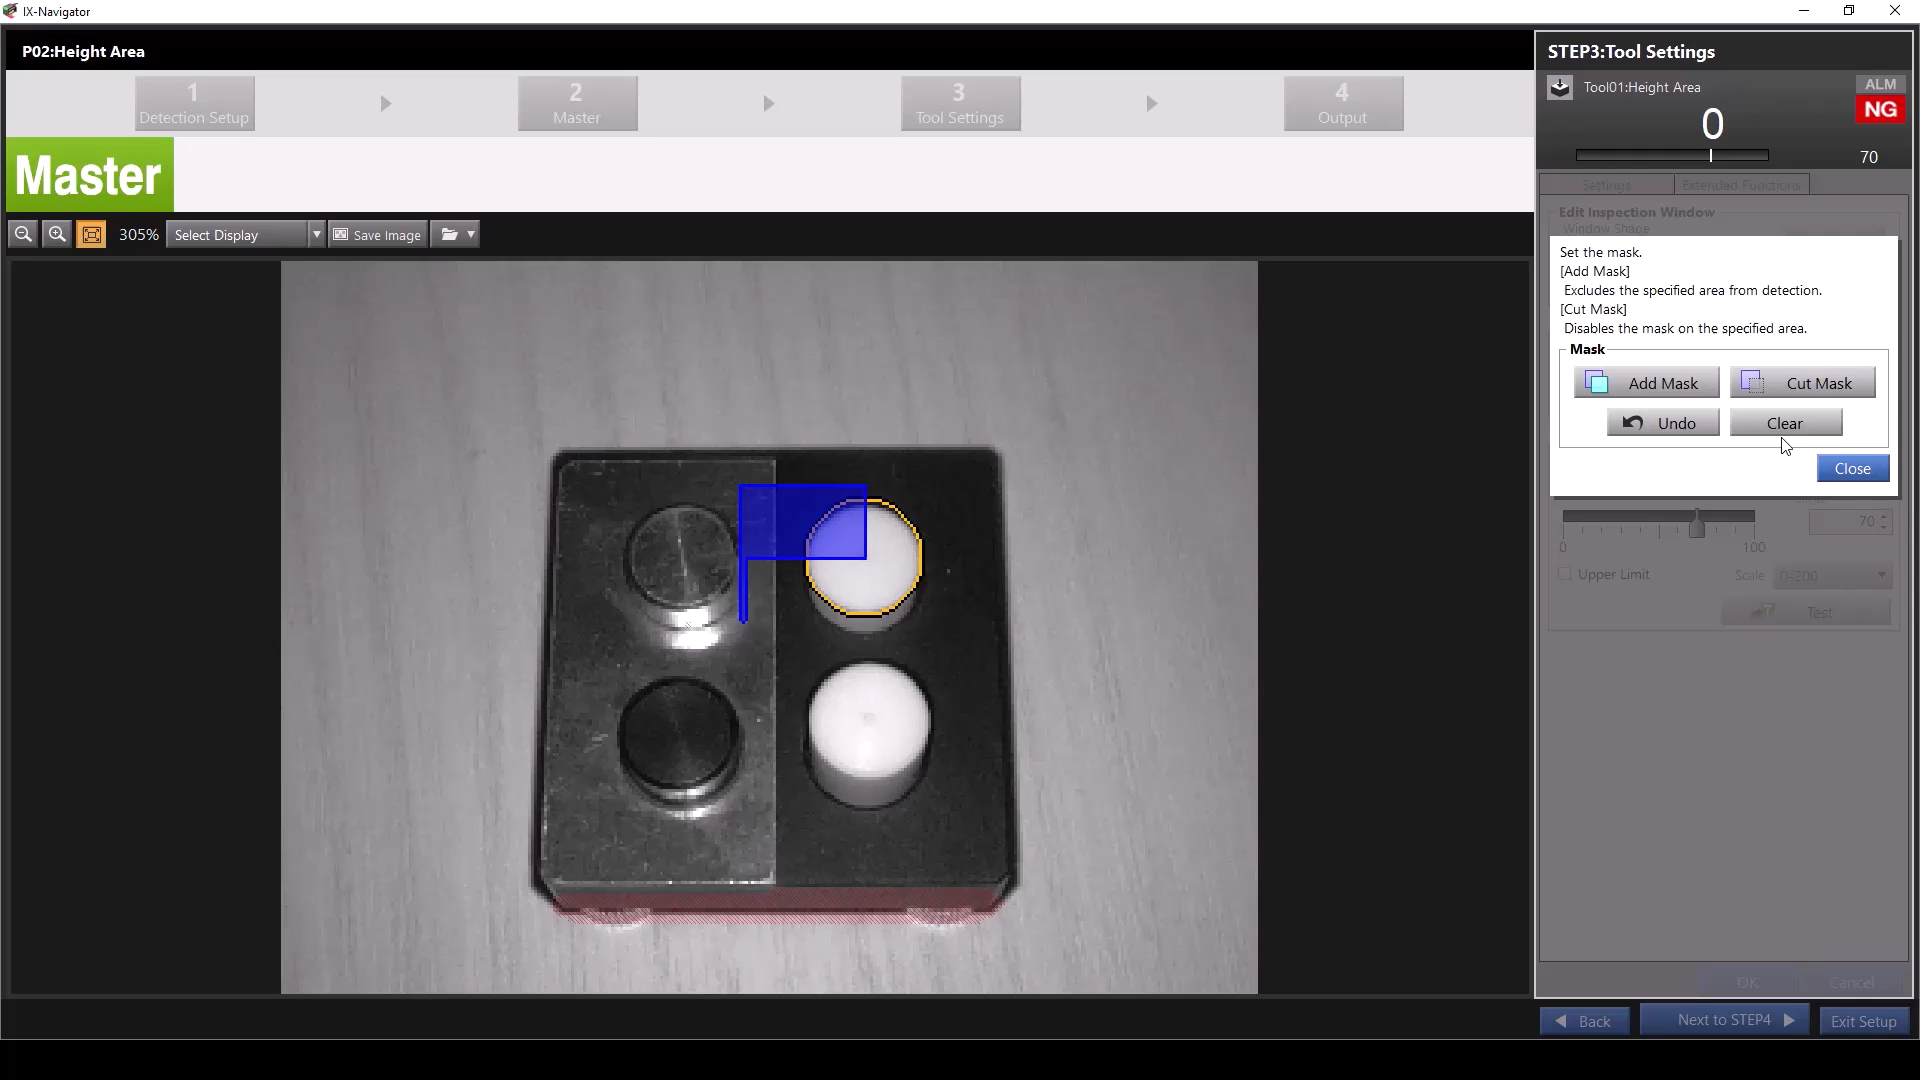 IX-Navigator
P02:Height Area
1
Detection Setup
2
Master
3
Tool Settings
4
Output
Master
305%
Select Display
Save Image
STEP3:Tool Settings
Tool01:Height Area
ALM
NG
0
70
Settings
Extended Functions
Edit Inspection Window
Window Shape
Set the mask.
[Add Mask]
Excludes the specified area from detection.
[Cut Mask]
Disables the mask on the specified area.
Mask
Add Mask
Cut Mask
Undo
Clear
Close
70
0
100
Upper Limit
Scale
0-200
Test
OK
Cancel
Back
Next to STEP4
Exit Setup